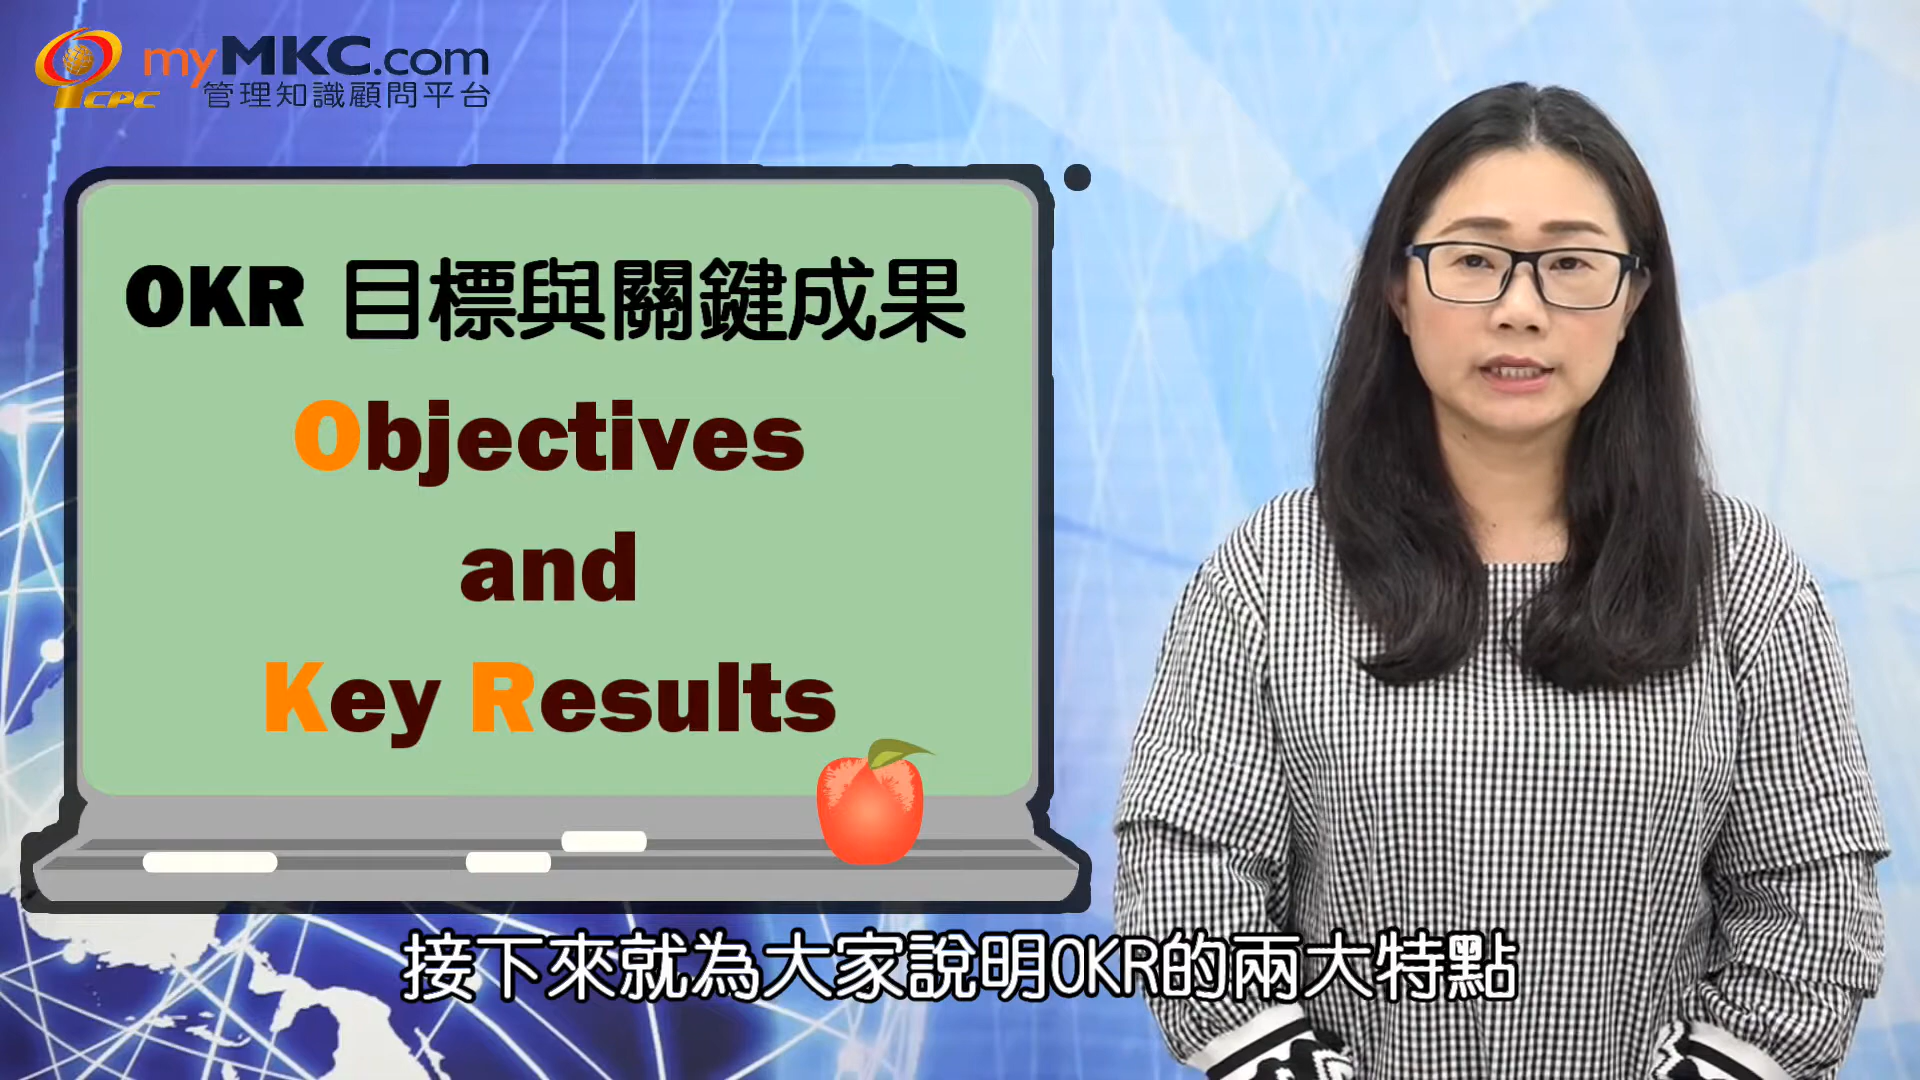 myMKC.com
CPC 管理知識顧問平台
OKR 目標與關鍵成果
Objectives
and
Key Results
接下來就為大家說明OKR的兩大特點